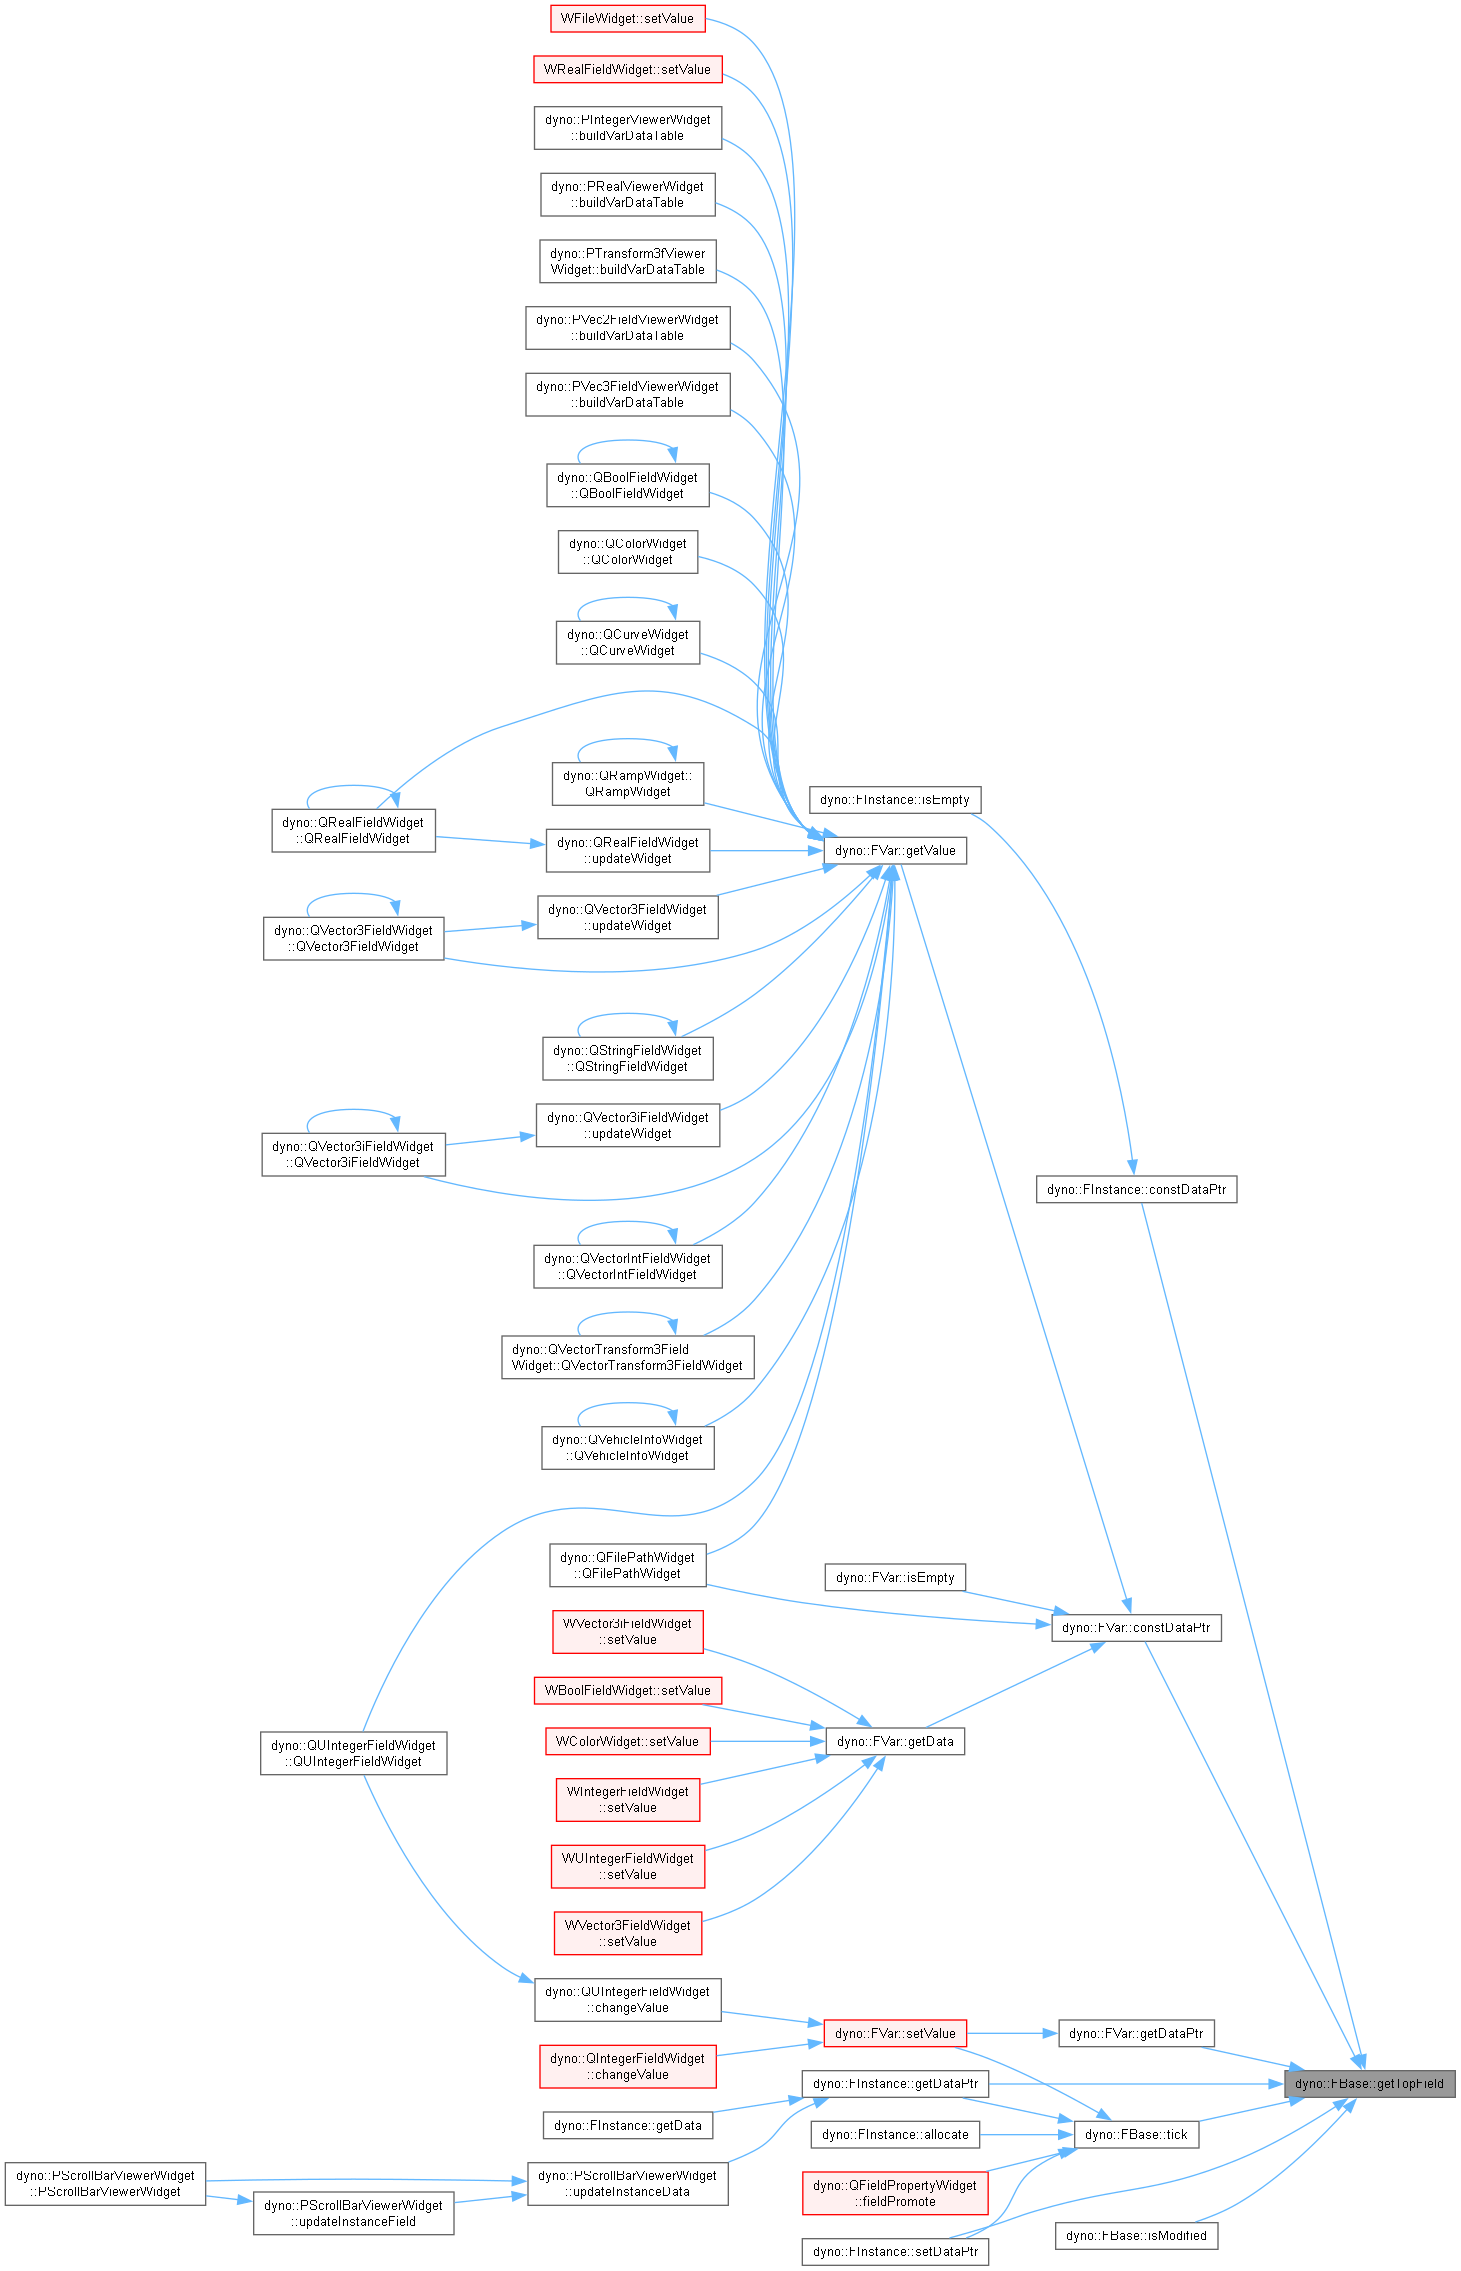 WFileWidget::setValue
WRealFieldWidget::setValue
dyno::PIntegerViewerWidget
::buildVarDataTable
dyno::PRealViewerWidget
::buildVarDataTable
dyno::PTransform3fViewer
Widget::buildVarDataTable
dyno::PVec2FieldViewerWidget
::buildVarDataTable
dyno::PVec3FieldViewerWidget
::buildVarDataTable
dyno::QBoolFieldWidget
::QBoolFieldWidget
dyno::QColorWidget
::QColorWidget
dyno::QCurveWidget
::QCurveWidget
dyno::QRampWidget::
QRampWidget
dyno::FInstance::isEmpty
dyno::QRealFieldWidget
::QRealFieldWidget
dyno::QRealFieldWidget
::updateWidget
dyno::FVar::getValue
dyno::QVector3FieldWidget
::QVector3FieldWidget
dyno::QVector3FieldWidget
::updateWidget
dyno::QStringFieldWidget
::QStringFieldWidget
dyno::QVector3iFieldWidget
::updateWidget
dyno::QVector3iFieldWidget
::QVector3iFieldWidget
dyno::FInstance::constDataPtr
dyno::QVectorIntFieldWidget
::QVectorIntFieldWidget
dyno::QVectorTransform3Field
Widget::QVectorTransform3FieldWidget
dyno::QVehicleInfoWidget
::QVehicleInfoWidget
dyno::QFilePathWidget
::QFilePathWidget
dyno::FVar::isEmpty
dyno::FVar::constDataPtr
WVector3iFieldWidget
::setValue
WBoolFieldWidget::setValue
WColorWidget::setValue
dyno::FVar::getData
dyno::QUIntegerFieldWidget
::QUIntegerFieldWidget
WIntegerFieldWidget
::setValue
WUIntegerFieldWidget
::setValue
WVector3FieldWidget
::setValue
dyno::QUIntegerFieldWidget
::changeValue
dyno::FVar::setValue
dyno::FVar::getDataPtr
dyno::QIntegerFieldWidget
::changeValue
dyno::FInstance::getDataPtr
dyno::FBase::getTopField
dyno::FInstance::getData
dyno::FInstance::allocate
dyno::FBase::tick
dyno::PScrollBarViewerWidget
::PScrollBarViewerWidget
dyno::PScrollBarViewerWidget
::updateInstanceField
dyno::PScrollBarViewerWidget
::updateInstanceData
dyno::QFieldPropertyWidget
::fieldPromote
dyno::FInstance::setDataPtr
dyno::FBase::isModified